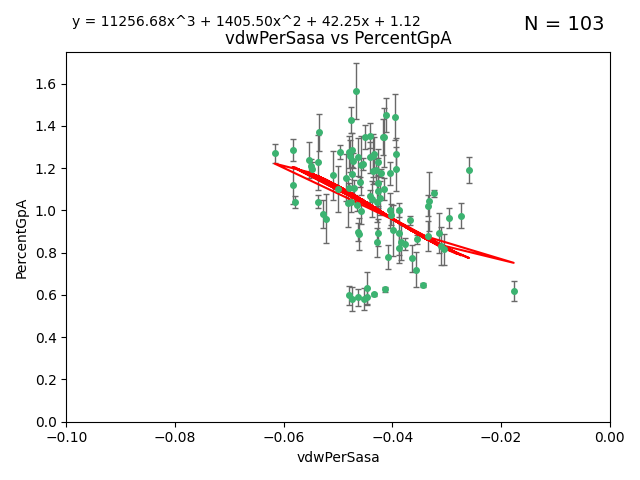 y = 11256.68x^3 + 1405.50x^2 + 42.25x + 1.12
N = 103
vdwPerSasa vs PercentGpA
1.6
1.4
1.2
1.0
0.8
0.6
0.4
0.2
0.0
PercentGpA
−0.10 −0.08 −0.06 −0.04 −0.02 0.00
vdwPerSasa